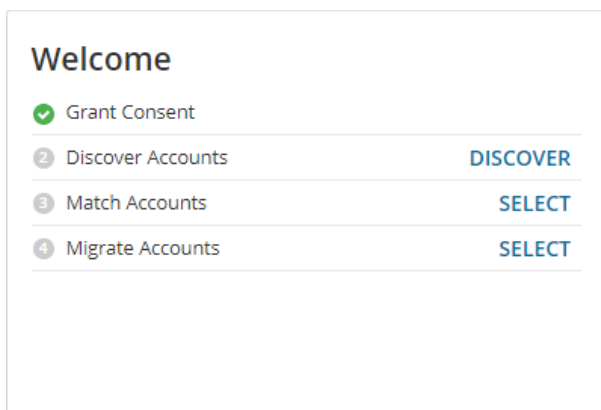 Welcome
Grant Consent
2 Discover Accounts DISCOVER
3 Match Accounts SELECT
4 Migrate Accounts SELECT